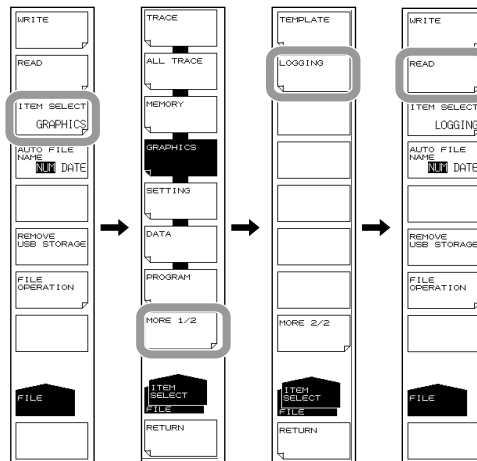 WRITE
READ
ITEM SELECT
GRAPHICS
AUTO FILE
NAME
NUM DATE
REMOVE
USB STORAGE
FILE
OPERATION
FILE
TRACE
ALL TRACE
MEMORY
GRAPHICS
SETTING
DATA
PROGRAM
MORE 1/2
ITEM
SELECT
FILE
RETURN
TEMPLATE
LOGGING
MORE 2/2
ITEM
SELECT
FILE
RETURN
WRITE
READ
ITEM SELECT
LOGGING
AUTO FILE
NAME
NUM DATE
REMOVE
USB STORAGE
FILE
OPERATION
FILE